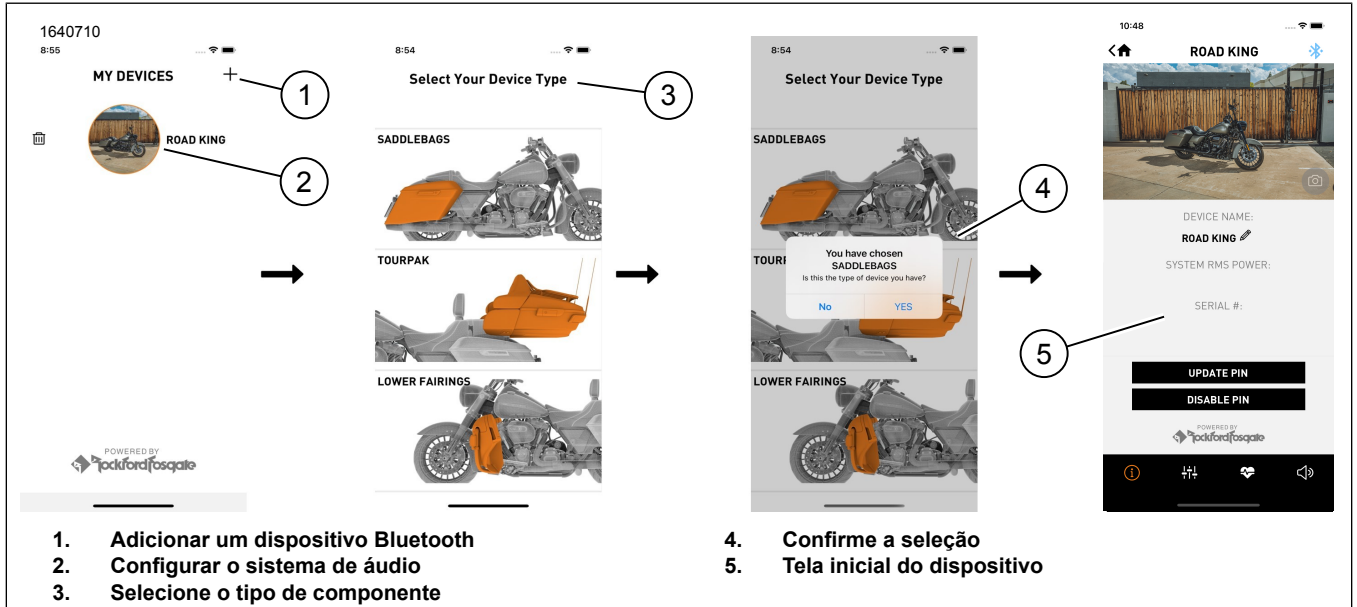 1640710
8:55
MY DEVICES +
1
ROAD KING
2
POWERED BY
rockford fosgate
8:54
Select Your Device Type
3
SADDLEBAGS
TOURPAK
LOWER FAIRINGS
8:54
Select Your Device Type
SADDLEBAGS
4
You have chosen
SADDLEBAGS
Is this the type of device you have?
No YES
TOURP
LOWER FAIRINGS
10:48
ROAD KING
DEVICE NAME:
ROAD KING
SYSTEM RMS POWER:
SERIAL #:
5
UPDATE PIN
DISABLE PIN
POWERED BY
rockford fosgate
1. Adicionar um dispositivo Bluetooth
2. Configurar o sistema de áudio
3. Selecione o tipo de componente
4. Confirme a seleção
5. Tela inicial do dispositivo